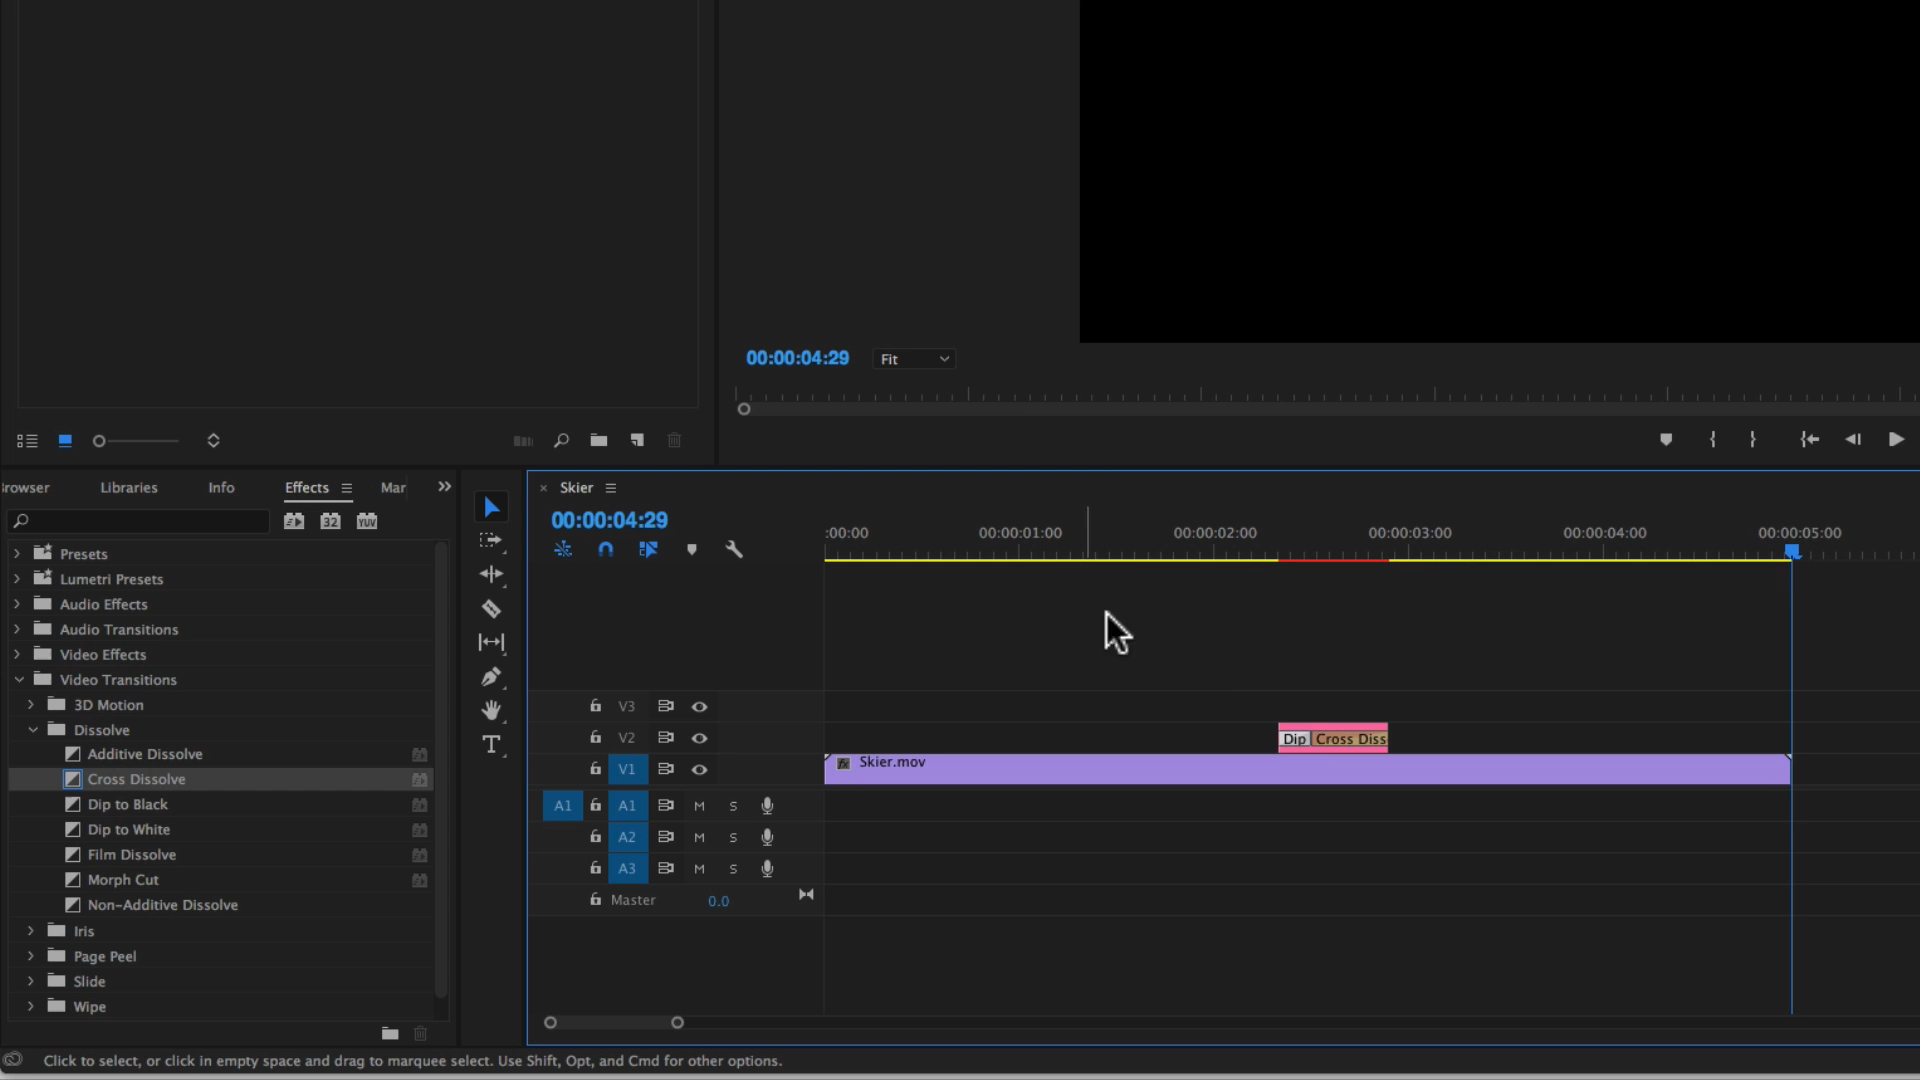 00:00:04:29
Fit
rowser
Libraries
Info
Effects
Mar
32
YUV
Presets
Lumetri Presets
Audio Effects
Audio Transitions
Video Effects
Video Transitions
3D Motion
Dissolve
Additive Dissolve
Cross Dissolve
Dip to Black
Dip to White
Film Dissolve
Morph Cut
Non-Additive Dissolve
Iris
Page Peel
Slide
Wipe
T
× Skier
00:00:04:29
:00:00
00:00:01:00
00:00:02:00
00:00:03:00
00:00:04:00
00:00:05:00
V3
V2
Dip
Cross Diss
V1
fx
Skier.mov
A1
A1
M
S
A2
M
S
A3
M
S
Master
0.0
Click to select, or click in empty space and drag to marquee select. Use Shift, Opt, and Cmd for other options.